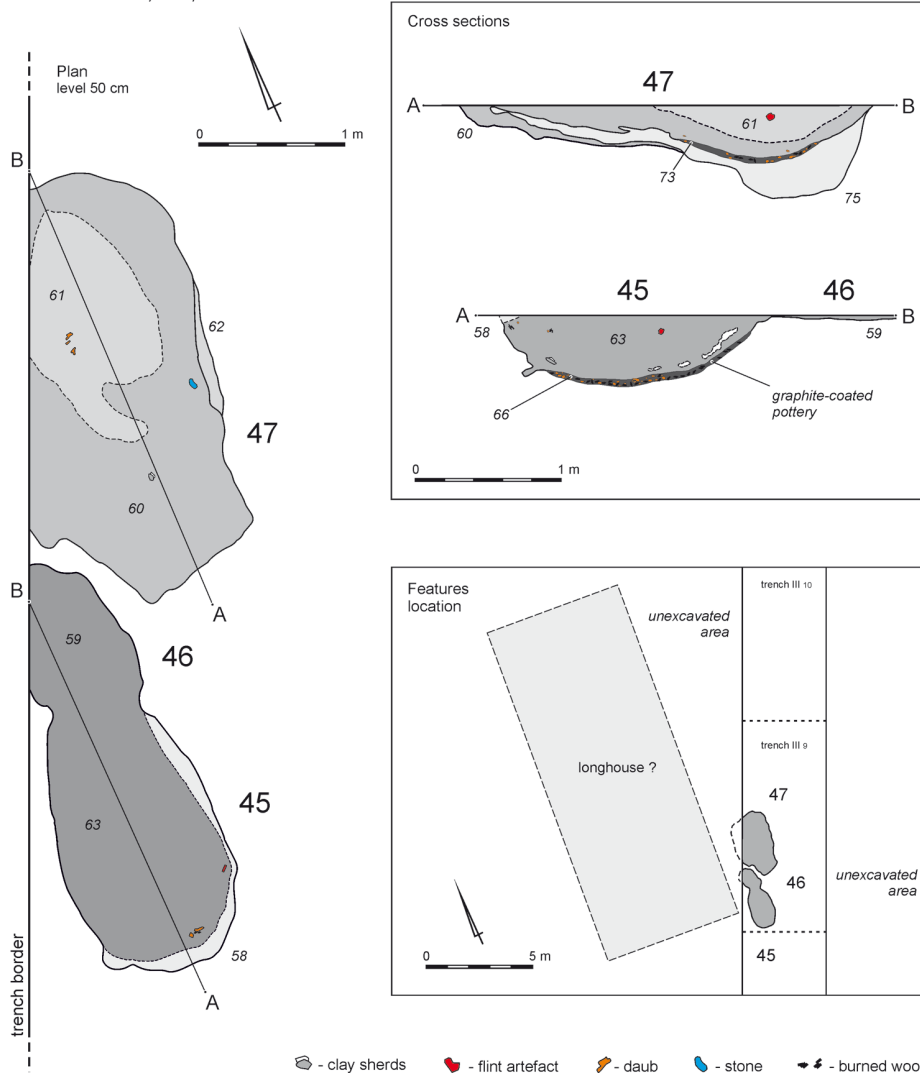 Plan
level 50 cm
0 1 m
B
61
62
47
60
B
A
59
46
45
63
58
A
trench border
Cross sections
47
A B
60
61
73
75
45 46
A B
58
63
59
66
graphite-coated
pottery
0 1 m
Features
location
unexcavated
area
trench III 10
trench III 9
longhouse ?
47
46
unexcavated
area
45
0 5 m
- clay sherds - flint artefact - daub - stone - burned woo